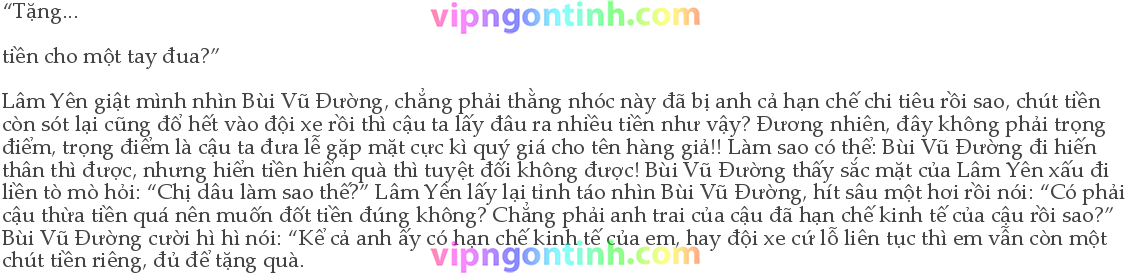 “Tặng...
vipngontinh.com
tiền cho một tay đua?”
Lâm Yên giật mình nhìn Bùi Vũ Đường, chẳng phải thằng nhóc này đã bị anh cả hạn chế chi tiêu rồi sao, chút tiền
còn sót lại cũng đổ hết vào đội xe rồi thì cậu ta lấy đâu ra nhiều tiền như vậy? Đương nhiên, đây không phải trọng
điểm, trọng điểm là cậu ta đưa lễ gặp mặt cực kì quý giá cho tên hàng giả!! Làm sao có thể: Bùi Vũ Đường đi hiến
thân thì được, nhưng hiến tiền hiến quà thì tuyệt đối không được! Bùi Vũ Đường thấy sắc mặt của Lâm Yên xấu đi
liền tò mò hỏi: “Chị dâu làm sao thế?” Lâm Yên lấy lại tỉnh táo nhìn Bùi Vũ Đường, hít sâu một hơi rồi nói: “Có phải
cậu thừa tiền quá nên muốn đốt tiền đúng không? Chẳng phải anh trai của cậu đã hạn chế kinh tế của cậu rồi sao?”
Bùi Vũ Đường cười hì hì nói: “Kể cả anh ấy có hạn chế kinh tế của em, hay đội xe cứ lỗ liên tục thì em vẫn còn một
chút tiền riêng, đủ để tặng quà.
vipngontinh.com